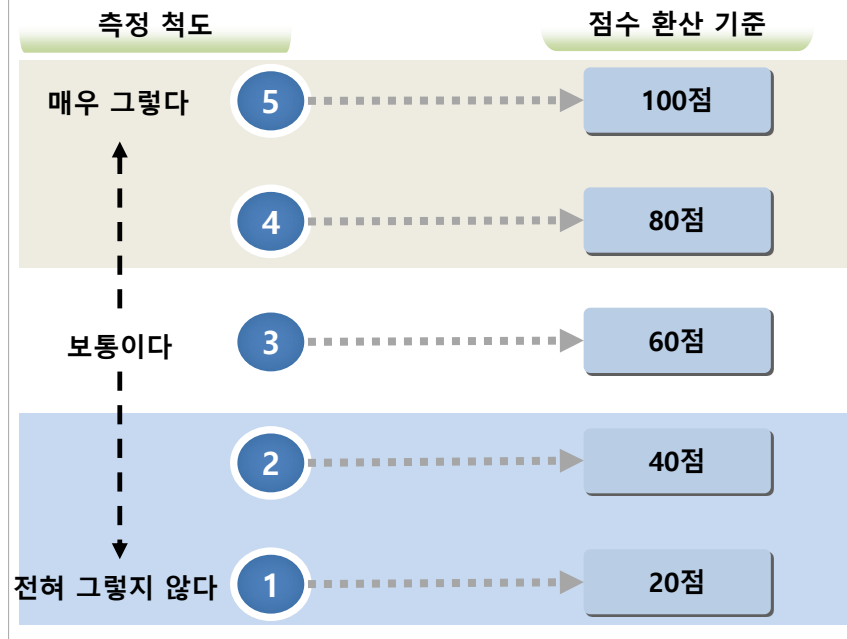 측정 척도
점수 환산 기준
매우 그렇다
5
100점
4
80점
보통이다
3
60점
2
40점
전혀 그렇지 않다
1
20점